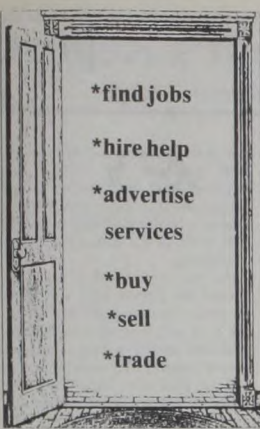 *find jobs
*hire help
*advertise
services
*buy
*sell
*trade